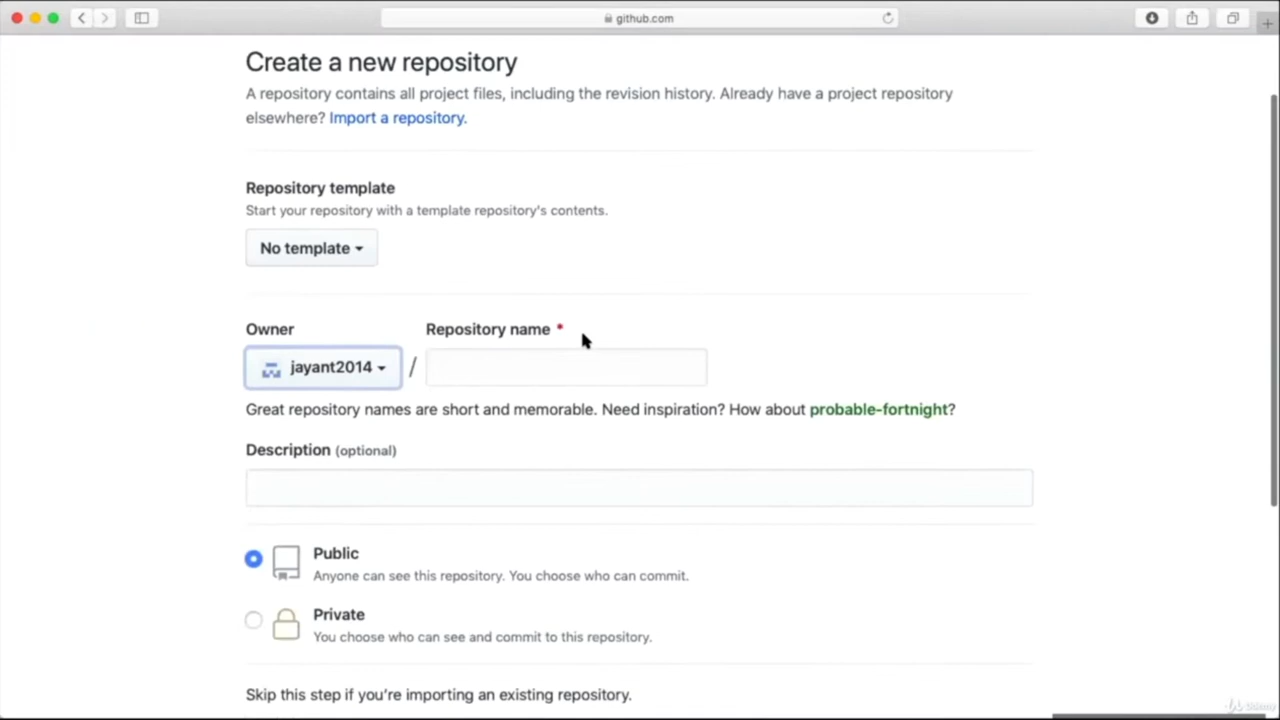 github.com
Create a new repository
A repository contains all project files, including the revision history. Already have a project repository
elsewhere? Import a repository.
Repository template
Start your repository with a template repository's contents.
No template
Owner
Repository name *
jayant2014 /
Great repository names are short and memorable. Need inspiration? How about probable-fortnight?
Description (optional)
Public
Anyone can see this repository. You choose who can commit.
Private
You choose who can see and commit to this repository.
Skip this step if you're importing an existing repository.
Udemy